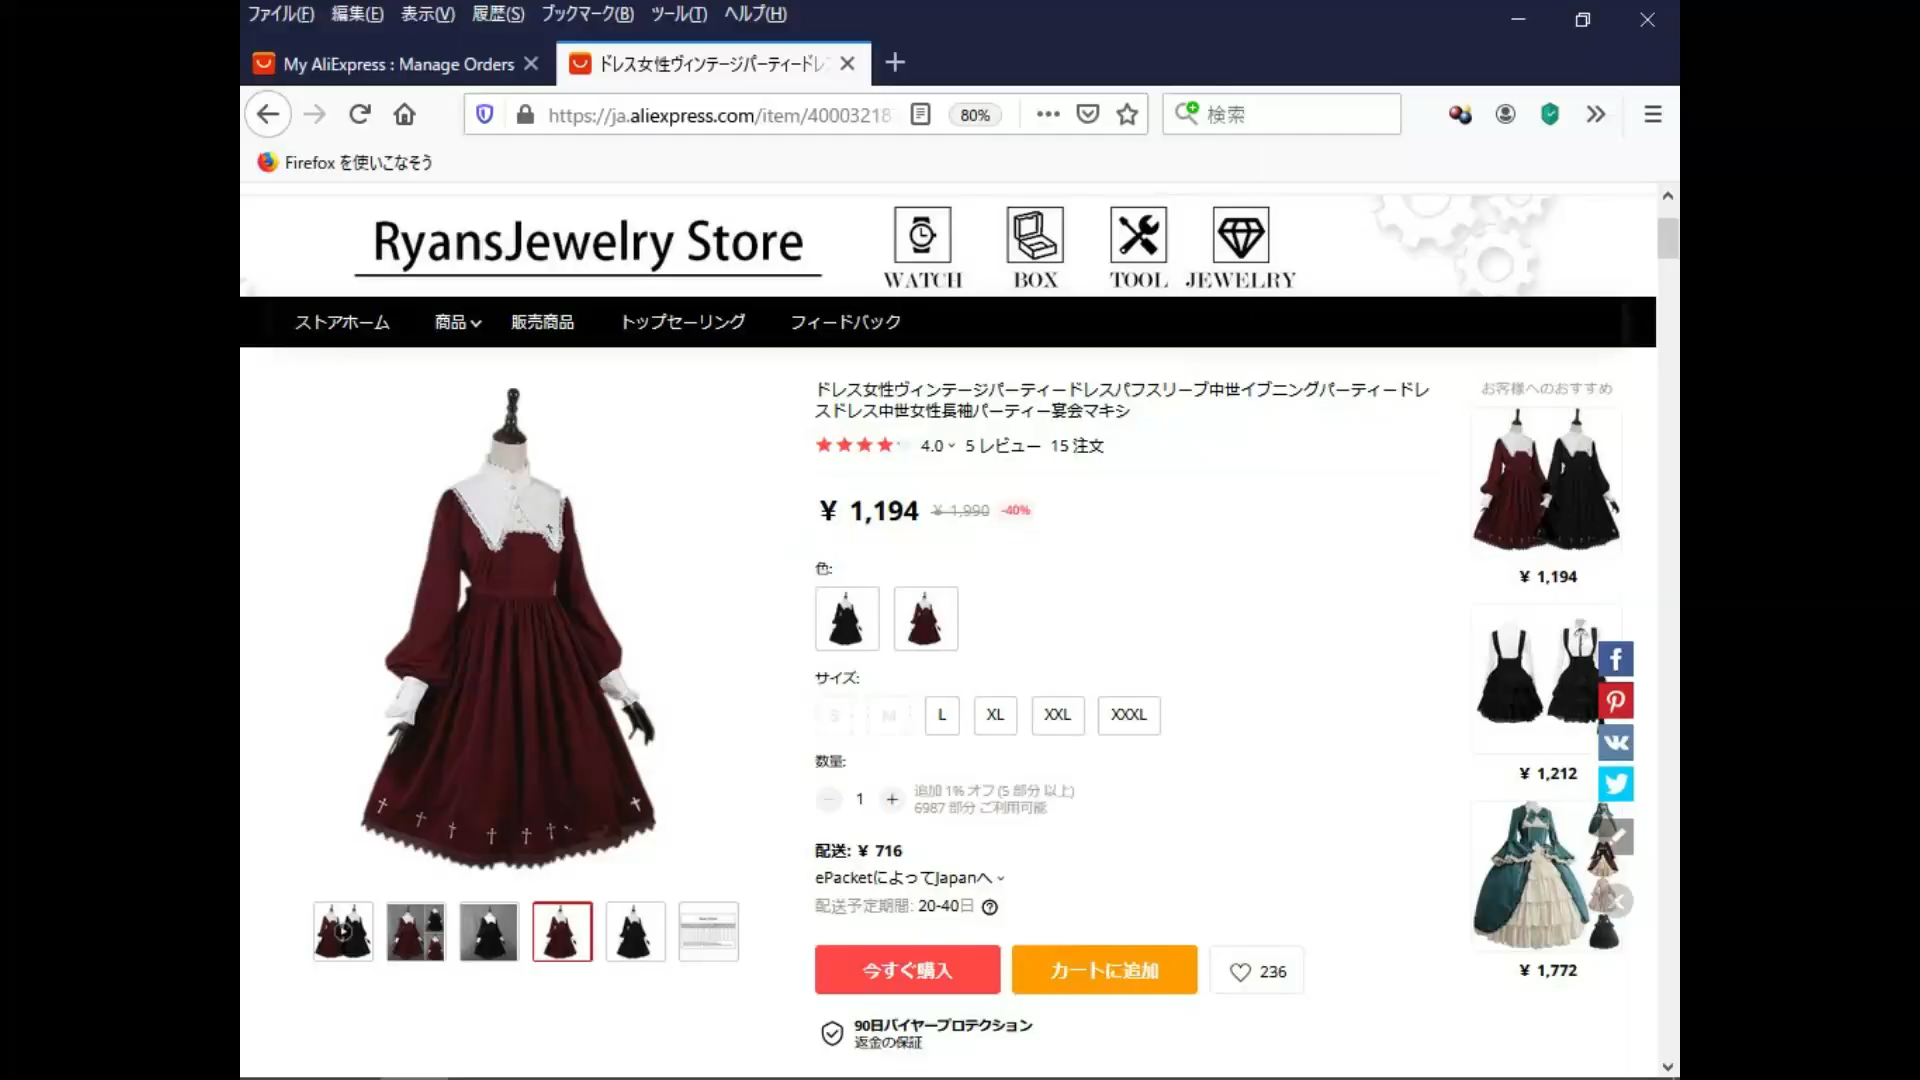 ファイル(F) 編集(E) 表示(V) 履歴(S) ブックマーク(B) ツール(T) ヘルプ(H)
My AliExpress : Manage Orders
ドレス女性ヴィンテージパーティードレ
https://ja.aliexpress.com/item/40003218
80%
検索
Firefox を使いこなそう
RyansJewelry Store
WATCH BOX TOOL JEWELRY
ストアホーム 商品 販売商品 トップセーリング フィードバック
ドレス女性ヴィンテージパーティードレスパフスリーブ中世イブニングパーティードレ
スドレス中世女性長袖パーティー宴会マキシ
4.0 5 レビュー 15 注文
¥ 1,194 ¥ 1,990 -40%
色:
サイズ:
S M L XL XXL XXXL
数量:
1
追加 1% オフ (5 部分 以上)
6987 部分 ご利用可能
配送: ¥ 716
ePacketによってJapanへ
配送予定期間: 20-40日
今すぐ購入 カートに追加 236
90日バイヤープロテクション
返金の保証
お客様へのおすすめ
¥ 1,194
¥ 1,212
¥ 1,772